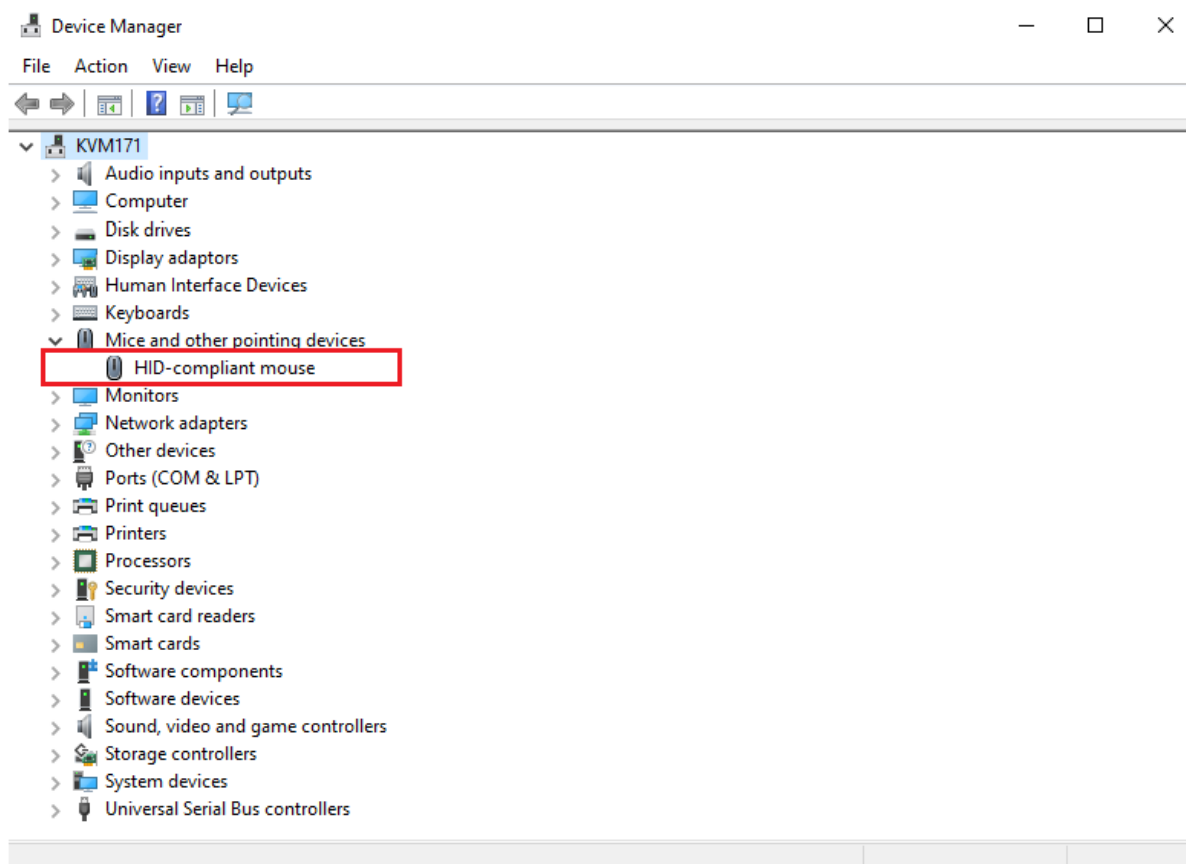 Device Manager
File Action View Help
KVM171
Audio inputs and outputs
Computer
Disk drives
Display adaptors
Human Interface Devices
Keyboards
Mice and other pointing devices
HID-compliant mouse
Monitors
Network adapters
Other devices
Ports (COM & LPT)
Print queues
Printers
Processors
Security devices
Smart card readers
Smart cards
Software components
Software devices
Sound, video and game controllers
Storage controllers
System devices
Universal Serial Bus controllers